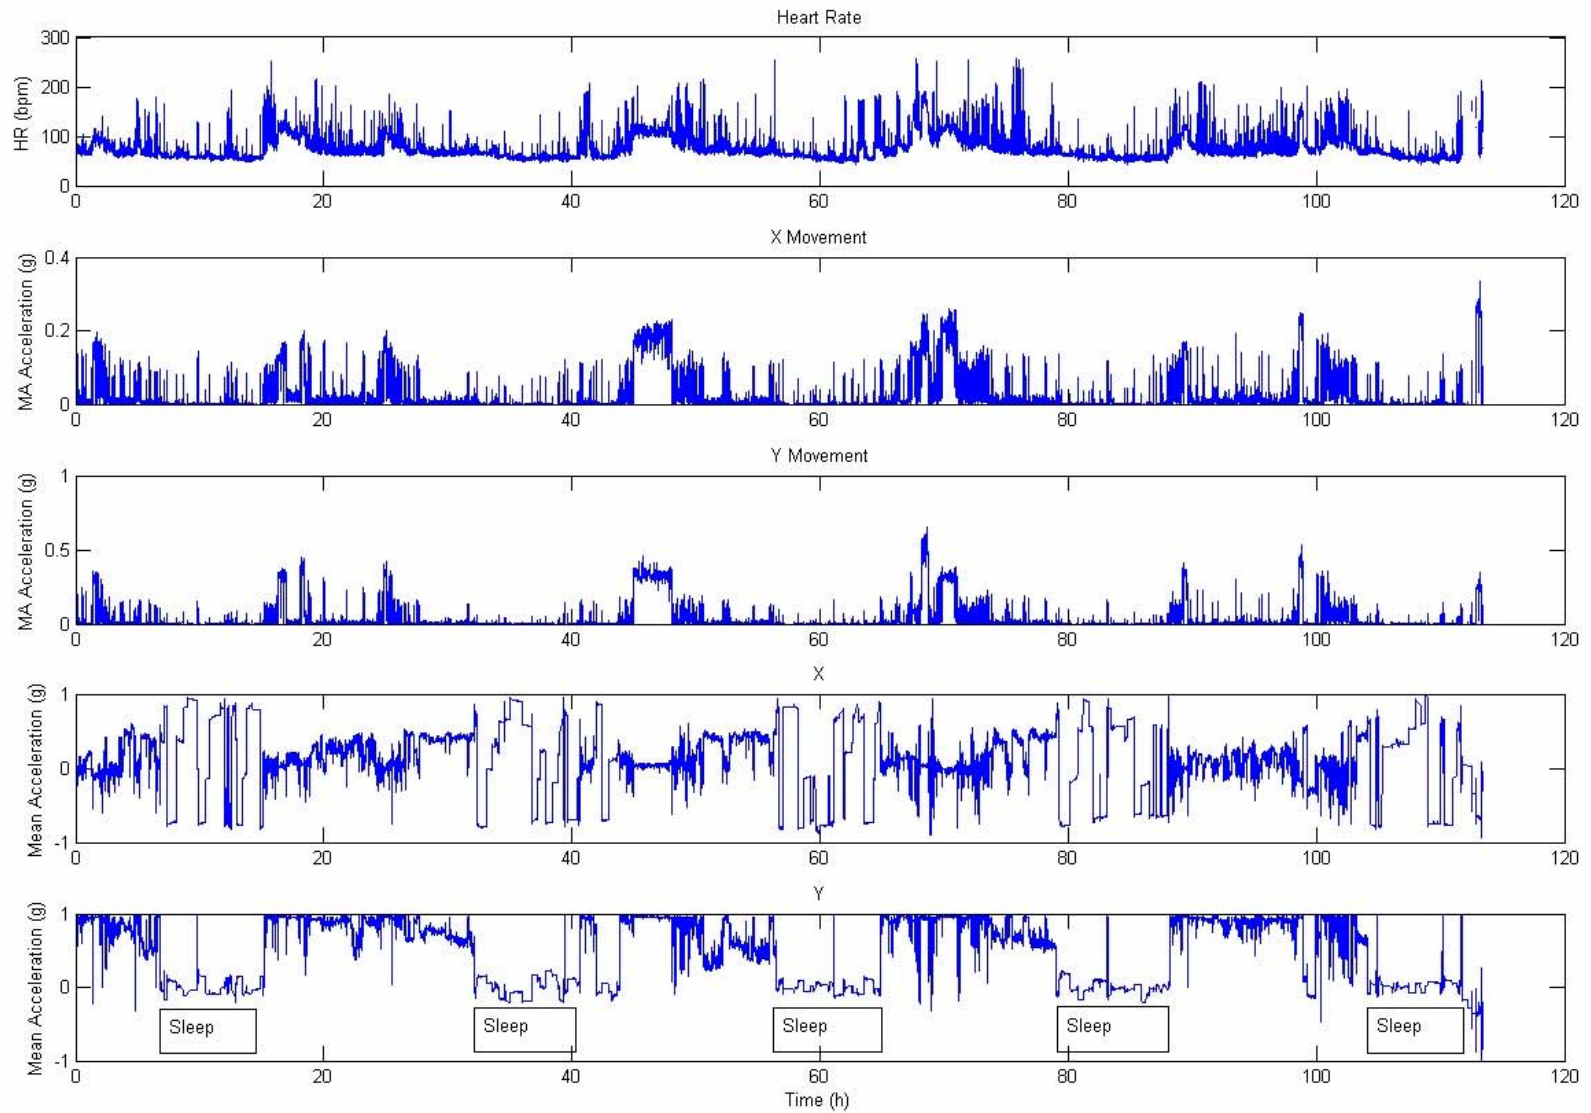 Heart Rate
300
200
100
0
HR (bpm)
0 20 40 60 80 100 120
X Movement
0.4
0.2
0
MA Acceleration (g)
0 20 40 60 80 100 120
Y Movement
1
0.5
0
MA Acceleration (g)
0 20 40 60 80 100 120
X
1
0
-1
Mean Acceleration (g)
0 20 40 60 80 100 120
Y
1
0
-1
Mean Acceleration (g)
Sleep Sleep Sleep Sleep Sleep
0 20 40 60 80 100 120
Time (h)